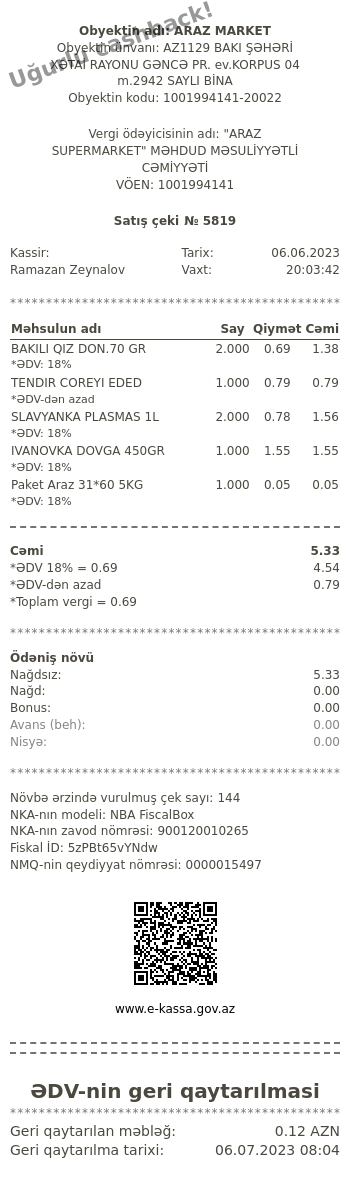 Uğurlu cashback!
Obyektin adı: ARAZ MARKET
Obyektin ünvanı: AZ1129 BAKI ŞƏHƏRİ
XƏTAİ RAYONU GƏNCƏ PR. ev.KORPUS 04
m.2942 SAYLI BİNA
Obyektin kodu: 1001994141-20022
Vergi ödəyicisinin adı: "ARAZ
SUPERMARKET" MƏHDUD MƏSULİYYƏTLİ
CƏMİYYƏTİ
VÖEN: 1001994141
Satış çeki № 5819
Kassir: Tarix: 06.06.2023
Ramazan Zeynalov Vaxt: 20:03:42
********************************************
Məhsulun adı Say Qiymət Cəmi
BAKILI QIZ DON.70 GR 2.000 0.69 1.38
*ƏDV: 18%
TENDIR COREYI EDED 1.000 0.79 0.79
*ƏDV-dən azad
SLAVYANKA PLASMAS 1L 2.000 0.78 1.56
*ƏDV: 18%
IVANOVKA DOVGA 450GR 1.000 1.55 1.55
*ƏDV: 18%
Paket Araz 31*60 5KG 1.000 0.05 0.05
*ƏDV: 18%
Cəmi 5.33
*ƏDV 18% = 0.69 4.54
*ƏDV-dən azad 0.79
*Toplam vergi = 0.69
********************************************
Ödəniş növü
Nağdsız: 5.33
Nağd: 0.00
Bonus: 0.00
Avans (beh): 0.00
Nisyə: 0.00
********************************************
Növbə ərzində vurulmuş çek sayı: 144
NKA-nın modeli: NBA FiscalBox
NKA-nın zavod nömrəsi: 900120010265
Fiskal İD: 5zPBt65vYNdw
NMQ-nin qeydiyyat nömrəsi: 0000015497
www.e-kassa.gov.az
ƏDV-nin geri qaytarılması
********************************************
Geri qaytarılan məbləğ: 0.12 AZN
Geri qaytarılma tarixi: 06.07.2023 08:04